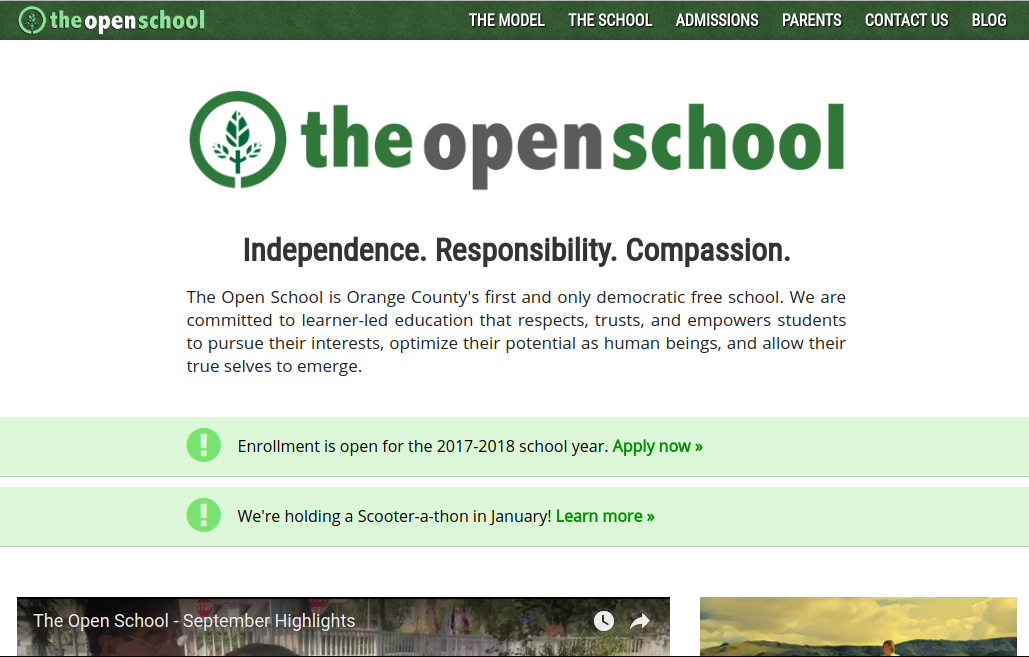 theopenschool
THE MODEL THE SCHOOL ADMISSIONS PARENTS CONTACT US BLOG
theopenschool
Independence. Responsibility. Compassion.
The Open School is Orange County's first and only democratic free school. We are
committed to learner-led education that respects, trusts, and empowers students
to pursue their interests, optimize their potential as human beings, and allow their
true selves to emerge.
Enrollment is open for the 2017-2018 school year. Apply now »
We're holding a Scooter-a-thon in January! Learn more »
The Open School - September Highlights
STOP